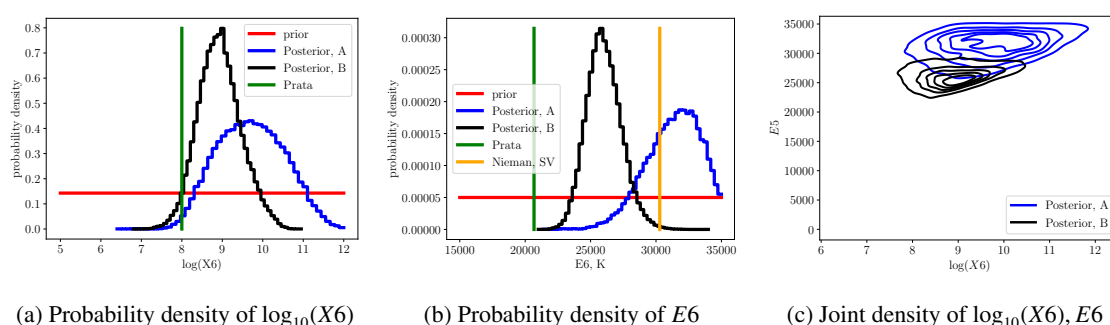 0.8
0.7
0.6
0.5
0.4
0.3
0.2
0.1
0.0
probability density
prior
Posterior, A
Posterior, B
Prata
5 6 7 8 9 10 11 12
log(X6)
(a) Probability density of log10(X6)
0.00030
0.00025
0.00020
0.00015
0.00010
0.00005
0.00000
probability density
prior
Posterior, A
Posterior, B
Prata
Nieman, SV
15000 20000 25000 30000 35000
E6, K
(b) Probability density of E6
35000
30000
25000
20000
15000
10000
5000
0
E5
Posterior, A
Posterior, B
6 7 8 9 10 11 12
log(X6)
(c) Joint density of log10(X6), E6